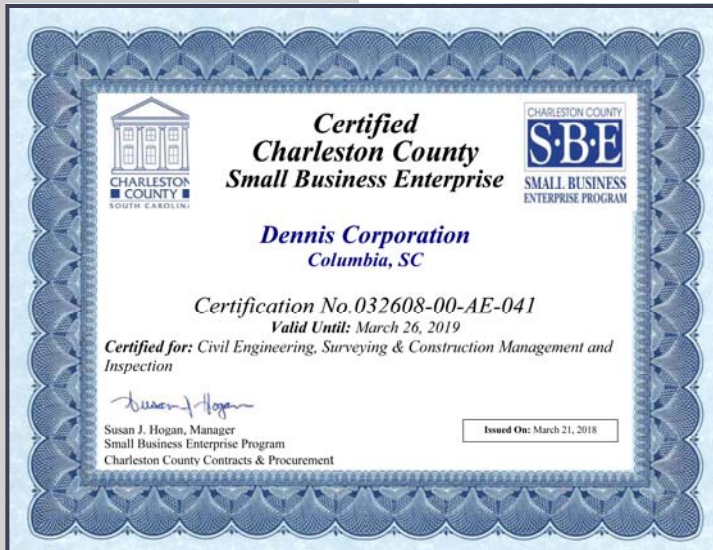 CHARLESTON
COUNTY
SOUTH CAROLINA
Certified
Charleston County
Small Business Enterprise
CHARLESTON COUNTY
S·B·E
SMALL BUSINESS
ENTERPRISE PROGRAM
Dennis Corporation
Columbia, SC
Certification No.032608-00-AE-041
Valid Until: March 26, 2019
Certified for: Civil Engineering, Surveying & Construction Management and
Inspection
Susan J Hogan
Susan J. Hogan, Manager
Small Business Enterprise Program
Charleston County Contracts & Procurement
Issued On: March 21, 2018